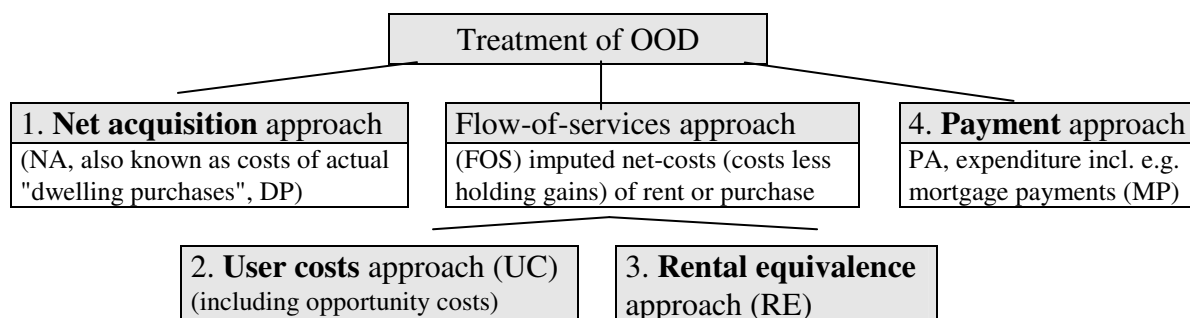 Treatment of OOD
1. Net acquisition approach
(NA, also known as costs of actual
"dwelling purchases", DP)
Flow-of-services approach
(FOS) imputed net-costs (costs less
holding gains) of rent or purchase
4. Payment approach
PA, expenditure incl. e.g.
mortgage payments (MP)
2. User costs approach (UC)
(including opportunity costs)
3. Rental equivalence
approach (RE)